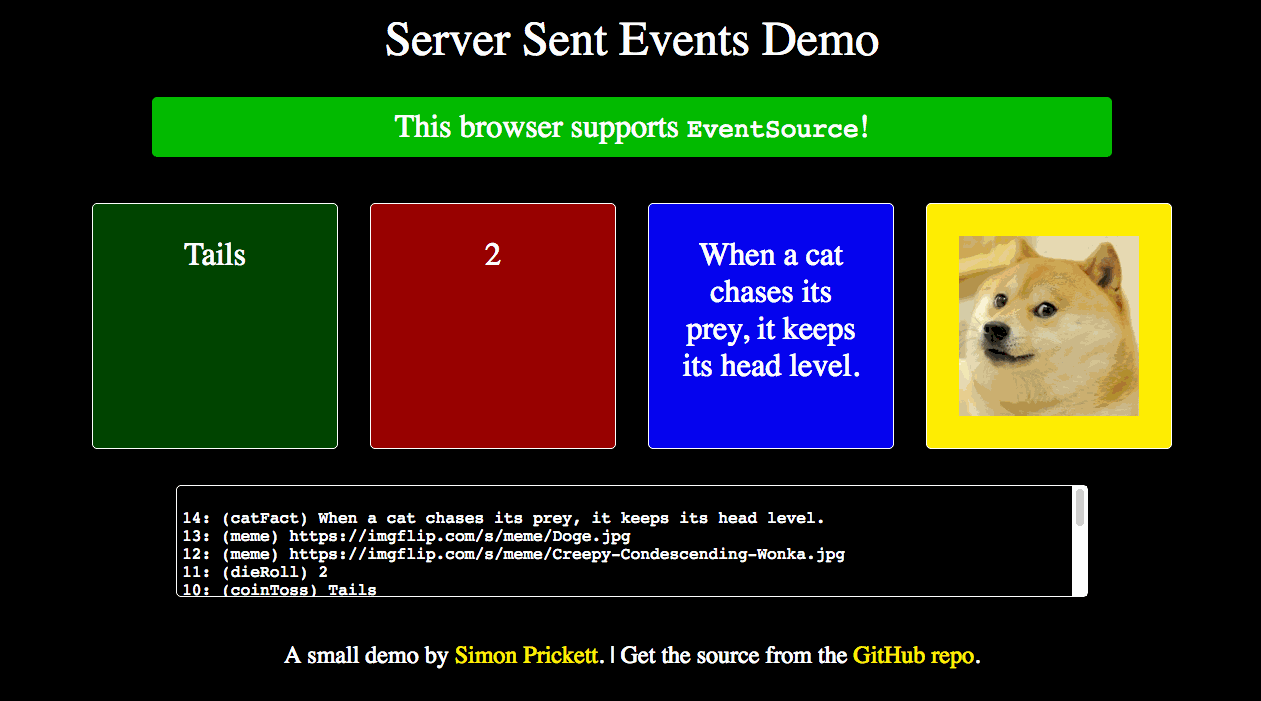 Server Sent Events Demo
This browser supports EventSource!
Tails
2
When a cat
chases its
prey, it keeps
its head level.
14: (catFact) When a cat chases its prey, it keeps its head level.
13: (meme) https://imgflip.com/s/meme/Doge.jpg
12: (meme) https://imgflip.com/s/meme/Creepy-Condescending-Wonka.jpg
11: (dieRoll) 2
10: (coinToss) Tails
A small demo by Simon Prickett. | Get the source from the GitHub repo.